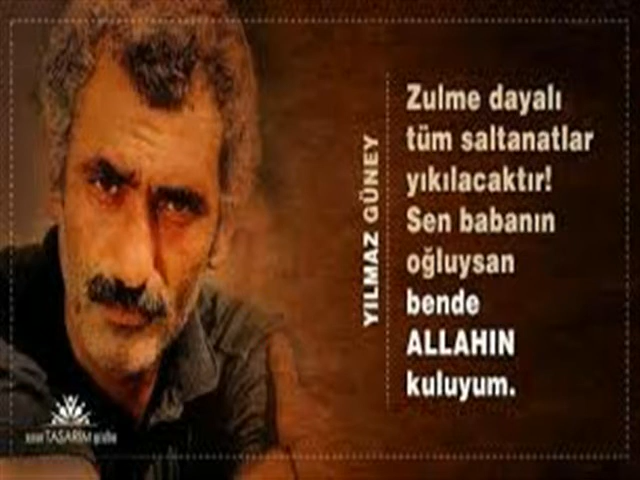 Zulme dayalı
tüm saltanatlar
yıkılacaktır!
Sen babanın
oğluysan
bende
ALLAHIN
kuluyum.
YILMAZ GÜNEY
TASARIM